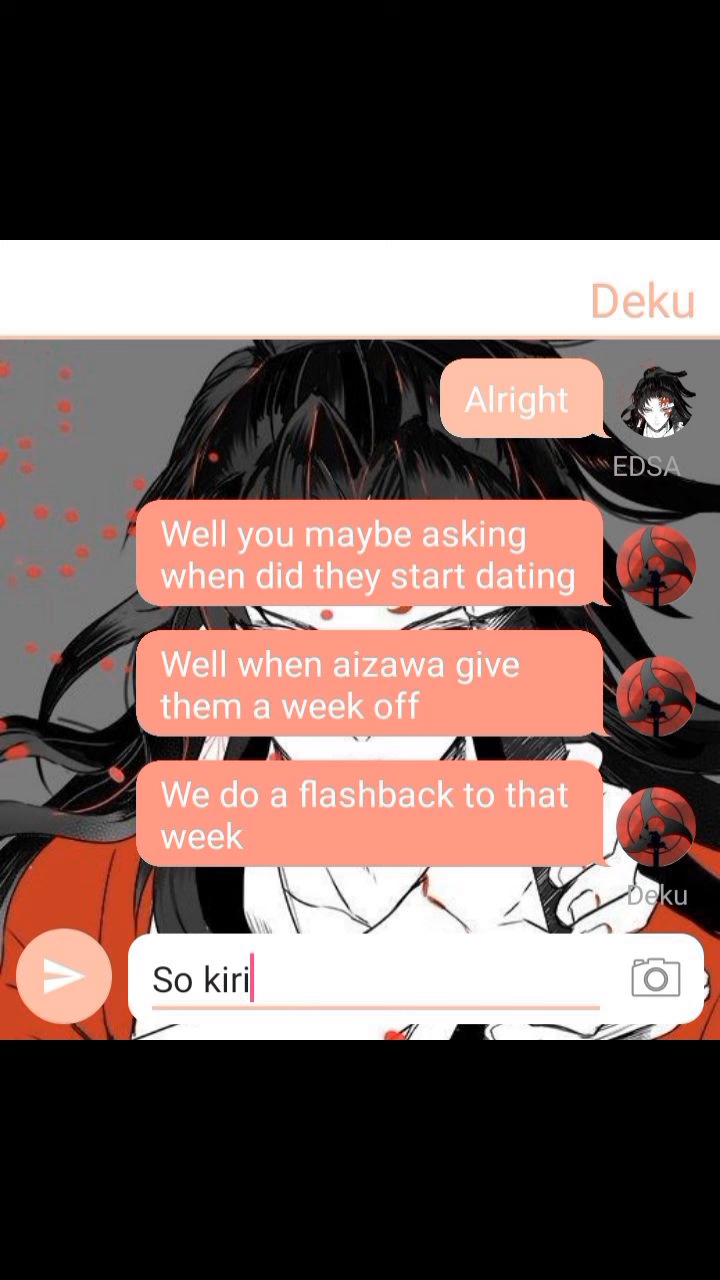 Deku
Alright
EDSA
Well you maybe asking
when did they start dating
Well when aizawa give
them a week off
We do a flashback to that
week
Deku
So kiri